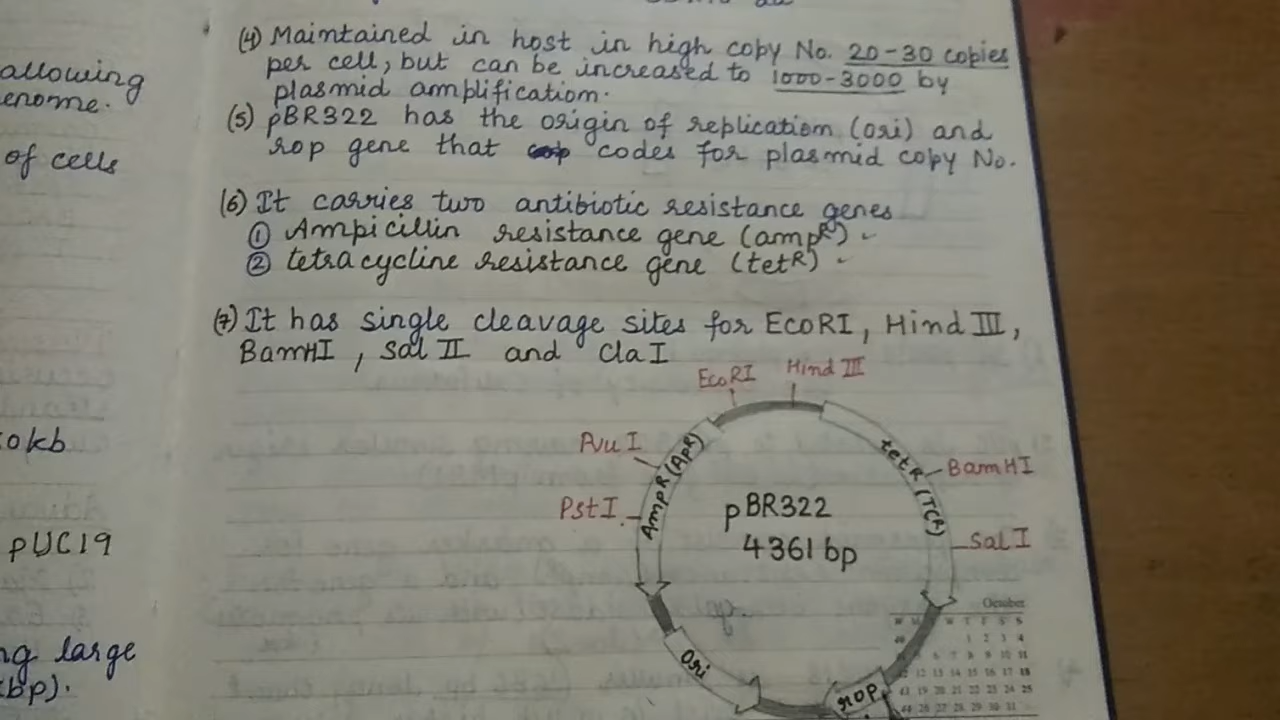 allowing
enome.
of cells
okb
pUC19
ng large
bp).
(4) Maintained in host in high copy No. 20-30 copies
per cell, but can be increased to 1000-3000 by
plasmid amplification.
(5) pBR322 has the origin of replication (ori) and
rop gene that codes for plasmid copy No.
(6) It carries two antibiotic resistance genes
① Ampicillin resistance gene (ampR)
② tetracycline resistance gene (tetR)
(7) It has single cleavage sites for EcoRI, Hind III,
BamHI, Sal II and Cla I
EcoRI
Hind III
Pvu I
AmpR (ApR)
tetR (TCR)
BamHI
Pst I
pBR322
4361 bp
Sal I
ori
rop
October